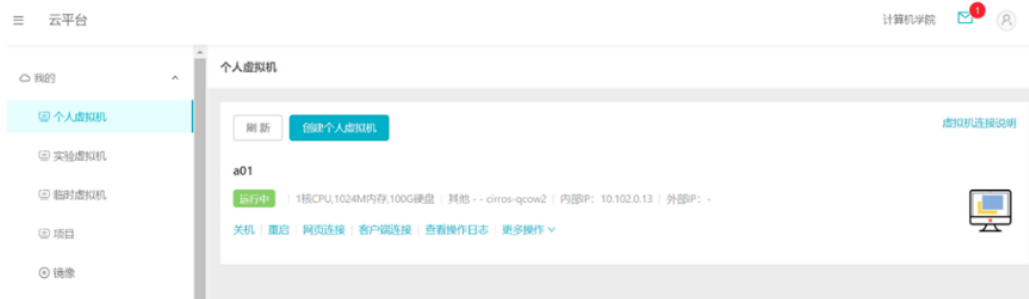 云平台
计算机学院 1
我的
个人虚拟机
实验虚拟机
临时虚拟机
项目
镜像
个人虚拟机
刷新 创建个人虚拟机 虚拟机连接说明
a01
运行中 | 1核CPU,1024M内存,100G硬盘 | 其他 - - cirros-qcow2 | 内部IP: 10.102.0.13 | 外部IP: -
关机 | 重启 | 网页连接 | 客户端连接 | 查看操作日志 | 更多操作